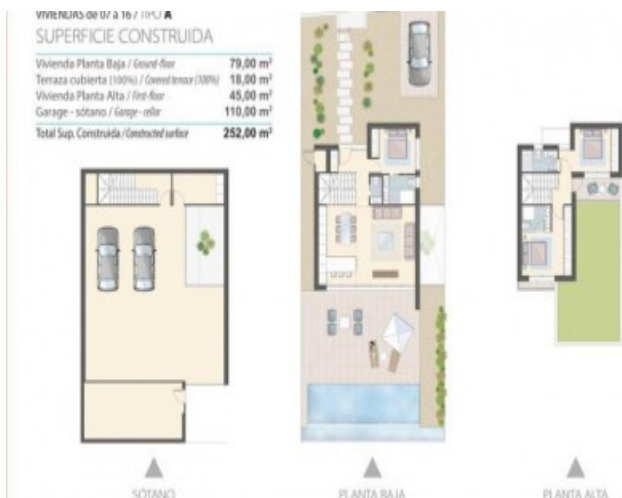 VIVIENDAS de 07 a 16 / TIPO A
SUPERFICIE CONSTRUIDA
Vivienda Planta Baja / Ground-floor 79,00 m²
Terraza cubierta (100%) / Covered terrace (100%) 18,00 m²
Vivienda Planta Alta / First-floor 45,00 m²
Garage - sótano / Garage - cellar 110,00 m²
Total Sup. Construida / Constructed surface 252,00 m²
SÓTANO
PLANTA BAJA
PLANTA ALTA